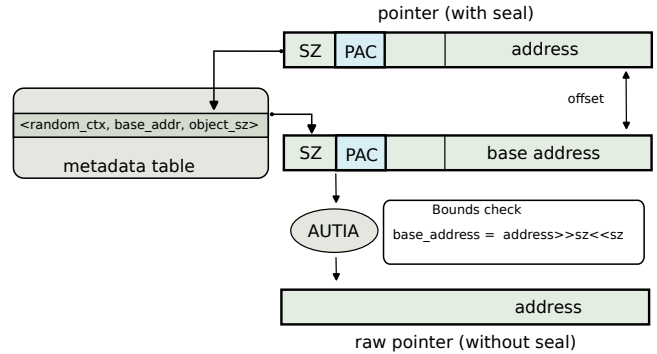 pointer (with seal)
SZ PAC address
offset
<random_ctx, base_addr, object_sz>
metadata table
SZ PAC base address
AUTIA
Bounds check
base_address = address>>sz<<sz
address
raw pointer (without seal)